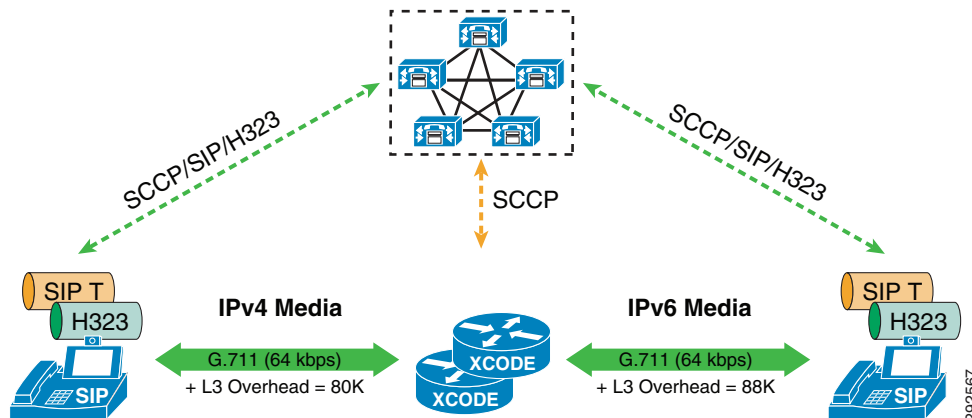 SCCP/SIP/H323
SCCP/SIP/H323
SCCP
SIP T
H323
SIP
IPv4 Media
G.711 (64 kbps)
+ L3 Overhead = 80K
XCODE
XCODE
IPv6 Media
G.711 (64 kbps)
+ L3 Overhead = 88K
SIP T
H323
SIP